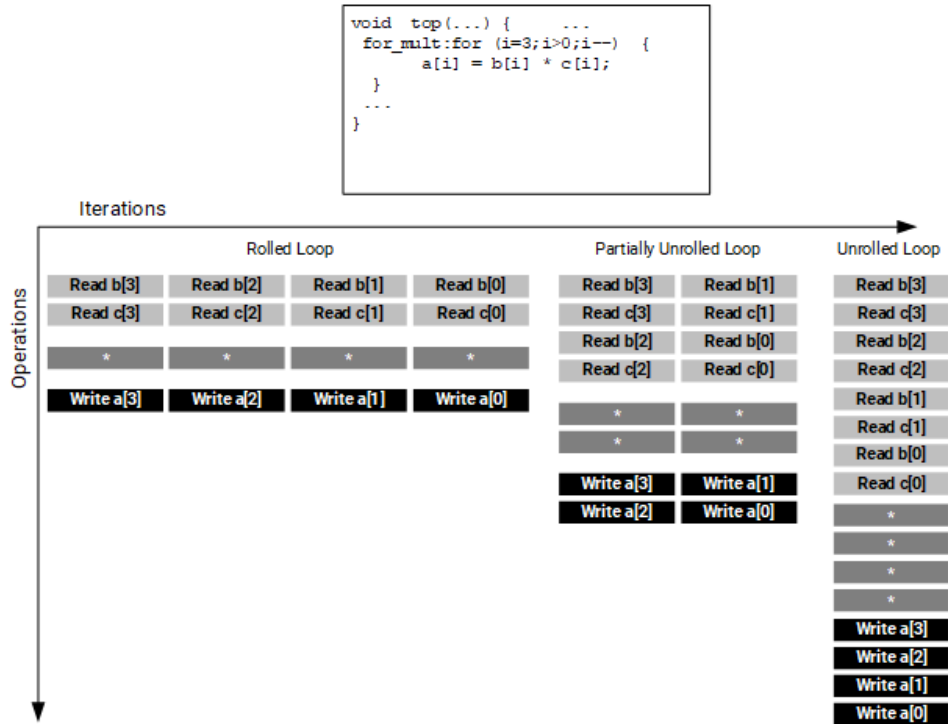 void top(...) { ...
for_mult:for (i=3;i>0;i--) {
a[i] = b[i] * c[i];
}
...
}
Iterations
Operations
Rolled Loop
Read b[3] Read b[2] Read b[1] Read b[0]
Read c[3] Read c[2] Read c[1] Read c[0]
* * * *
Write a[3] Write a[2] Write a[1] Write a[0]
Partially Unrolled Loop
Read b[3] Read b[1]
Read c[3] Read c[1]
Read b[2] Read b[0]
Read c[2] Read c[0]
* *
* *
Write a[3] Write a[1]
Write a[2] Write a[0]
Unrolled Loop
Read b[3]
Read c[3]
Read b[2]
Read c[2]
Read b[1]
Read c[1]
Read b[0]
Read c[0]
*
*
*
*
Write a[3]
Write a[2]
Write a[1]
Write a[0]